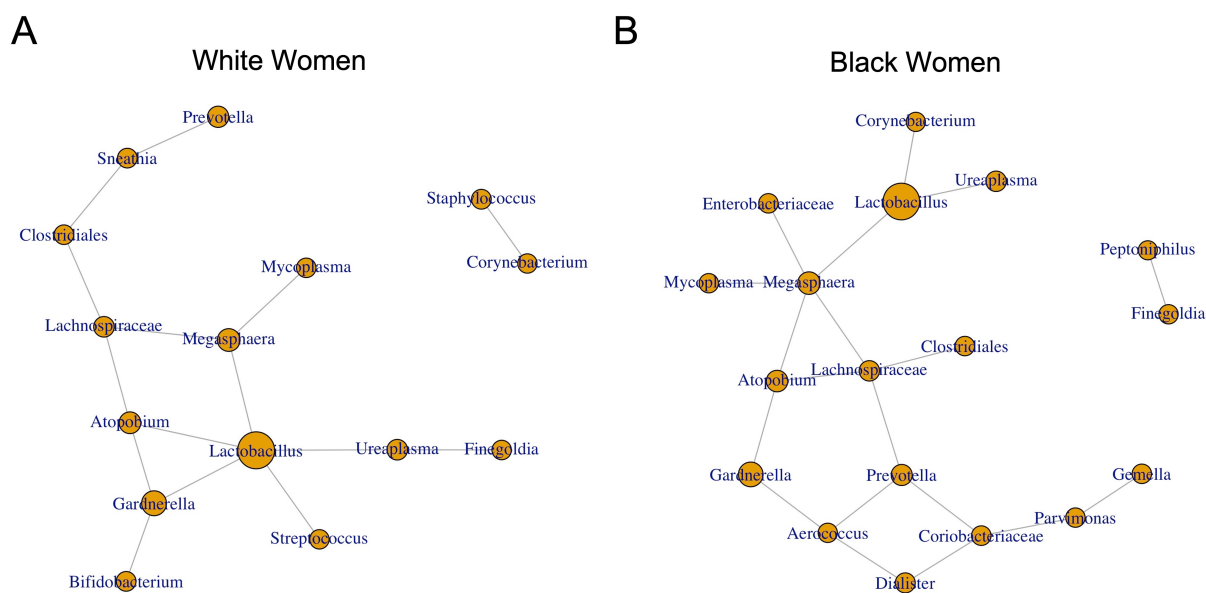 A
White Women
Prevotella
Sneathia
Staphylococcus
Clostridiales
Corynebacterium
Mycoplasma
Lachnospiraceae
Megasphaera
Atopobium
Lactobacillus
Ureaplasma
Finegoldia
Gardnerella
Streptococcus
Bifidobacterium
B
Black Women
Corynebacterium
Ureaplasma
Enterobacteriaceae
Lactobacillus
Peptoniphilus
Mycoplasma
Megasphaera
Finegoldia
Clostridiales
Lachnospiraceae
Atopobium
Gardnerella
Prevotella
Gemella
Parvimonas
Aerococcus
Coriobacteriaceae
Dialister